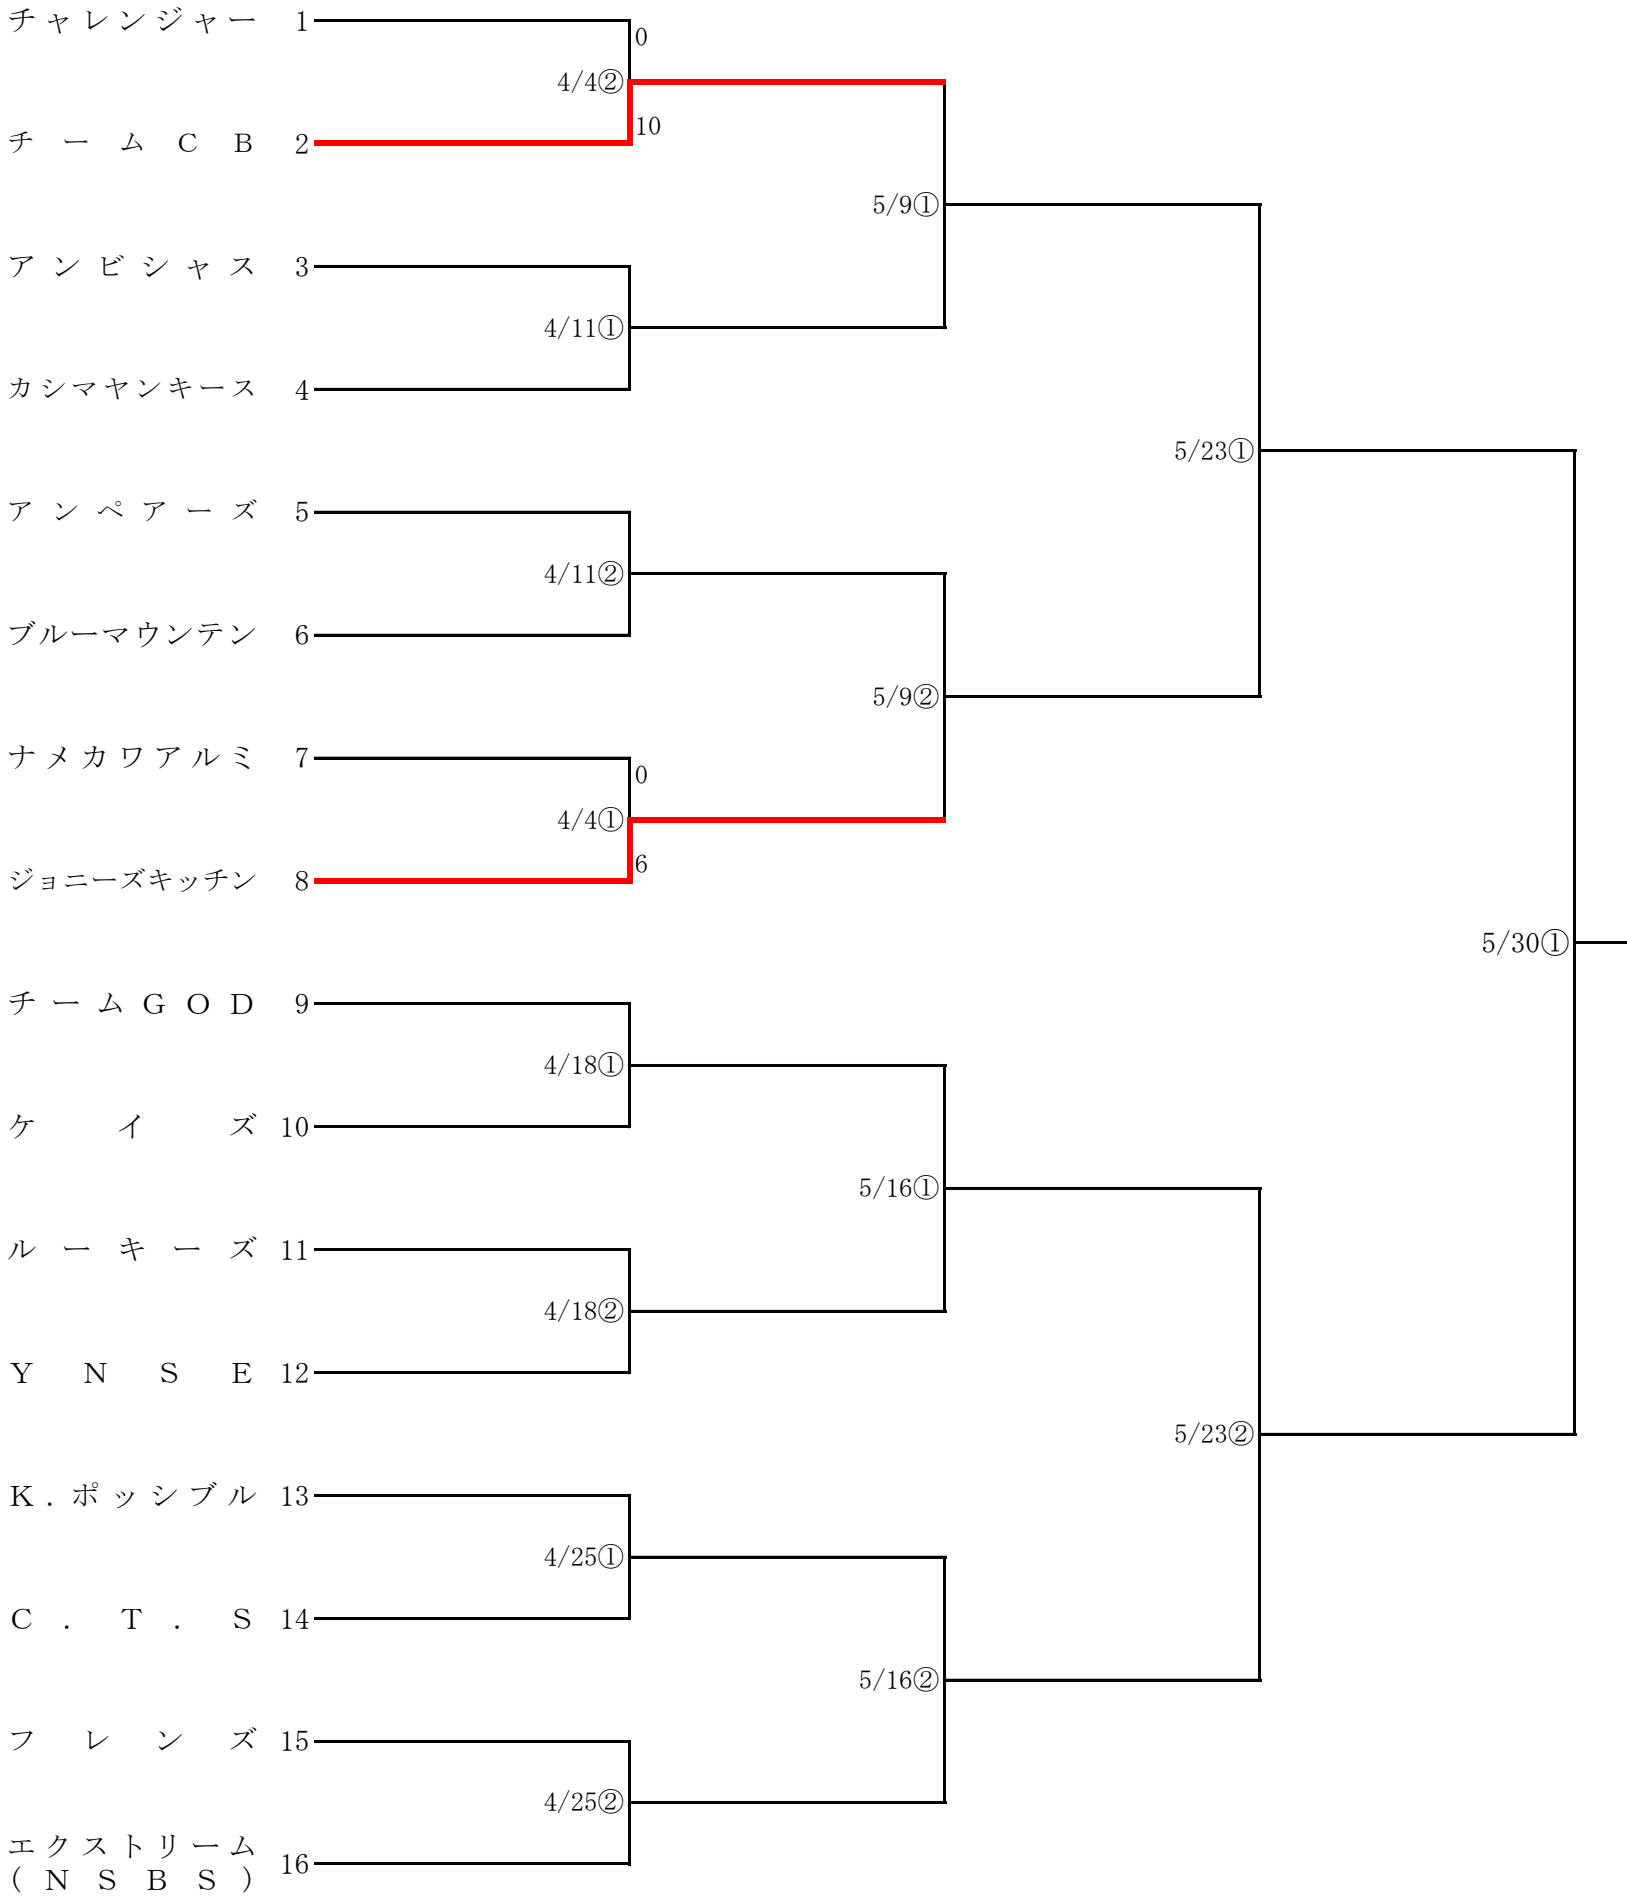 チャレンジャー 1
0
4/4②
10
チームＣＢ 2
5/9①
アンビシャス 3
4/11①
カシマヤンキース 4
5/23①
アンペアーズ 5
4/11②
ブルーマウンテン 6
5/9②
ナメカワアルミ 7
0
4/4①
6
ジョニーズキッチン 8
5/30①
チームＧＯＤ 9
4/18①
ケイズ 10
5/16①
ルーキーズ 11
4/18②
ＹＮＳＥ 12
5/23②
Ｋ．ポッシブル 13
4/25①
Ｃ．Ｔ．Ｓ 14
5/16②
フレンズ 15
4/25②
エクストリーム
（ＮＳＢＳ） 16